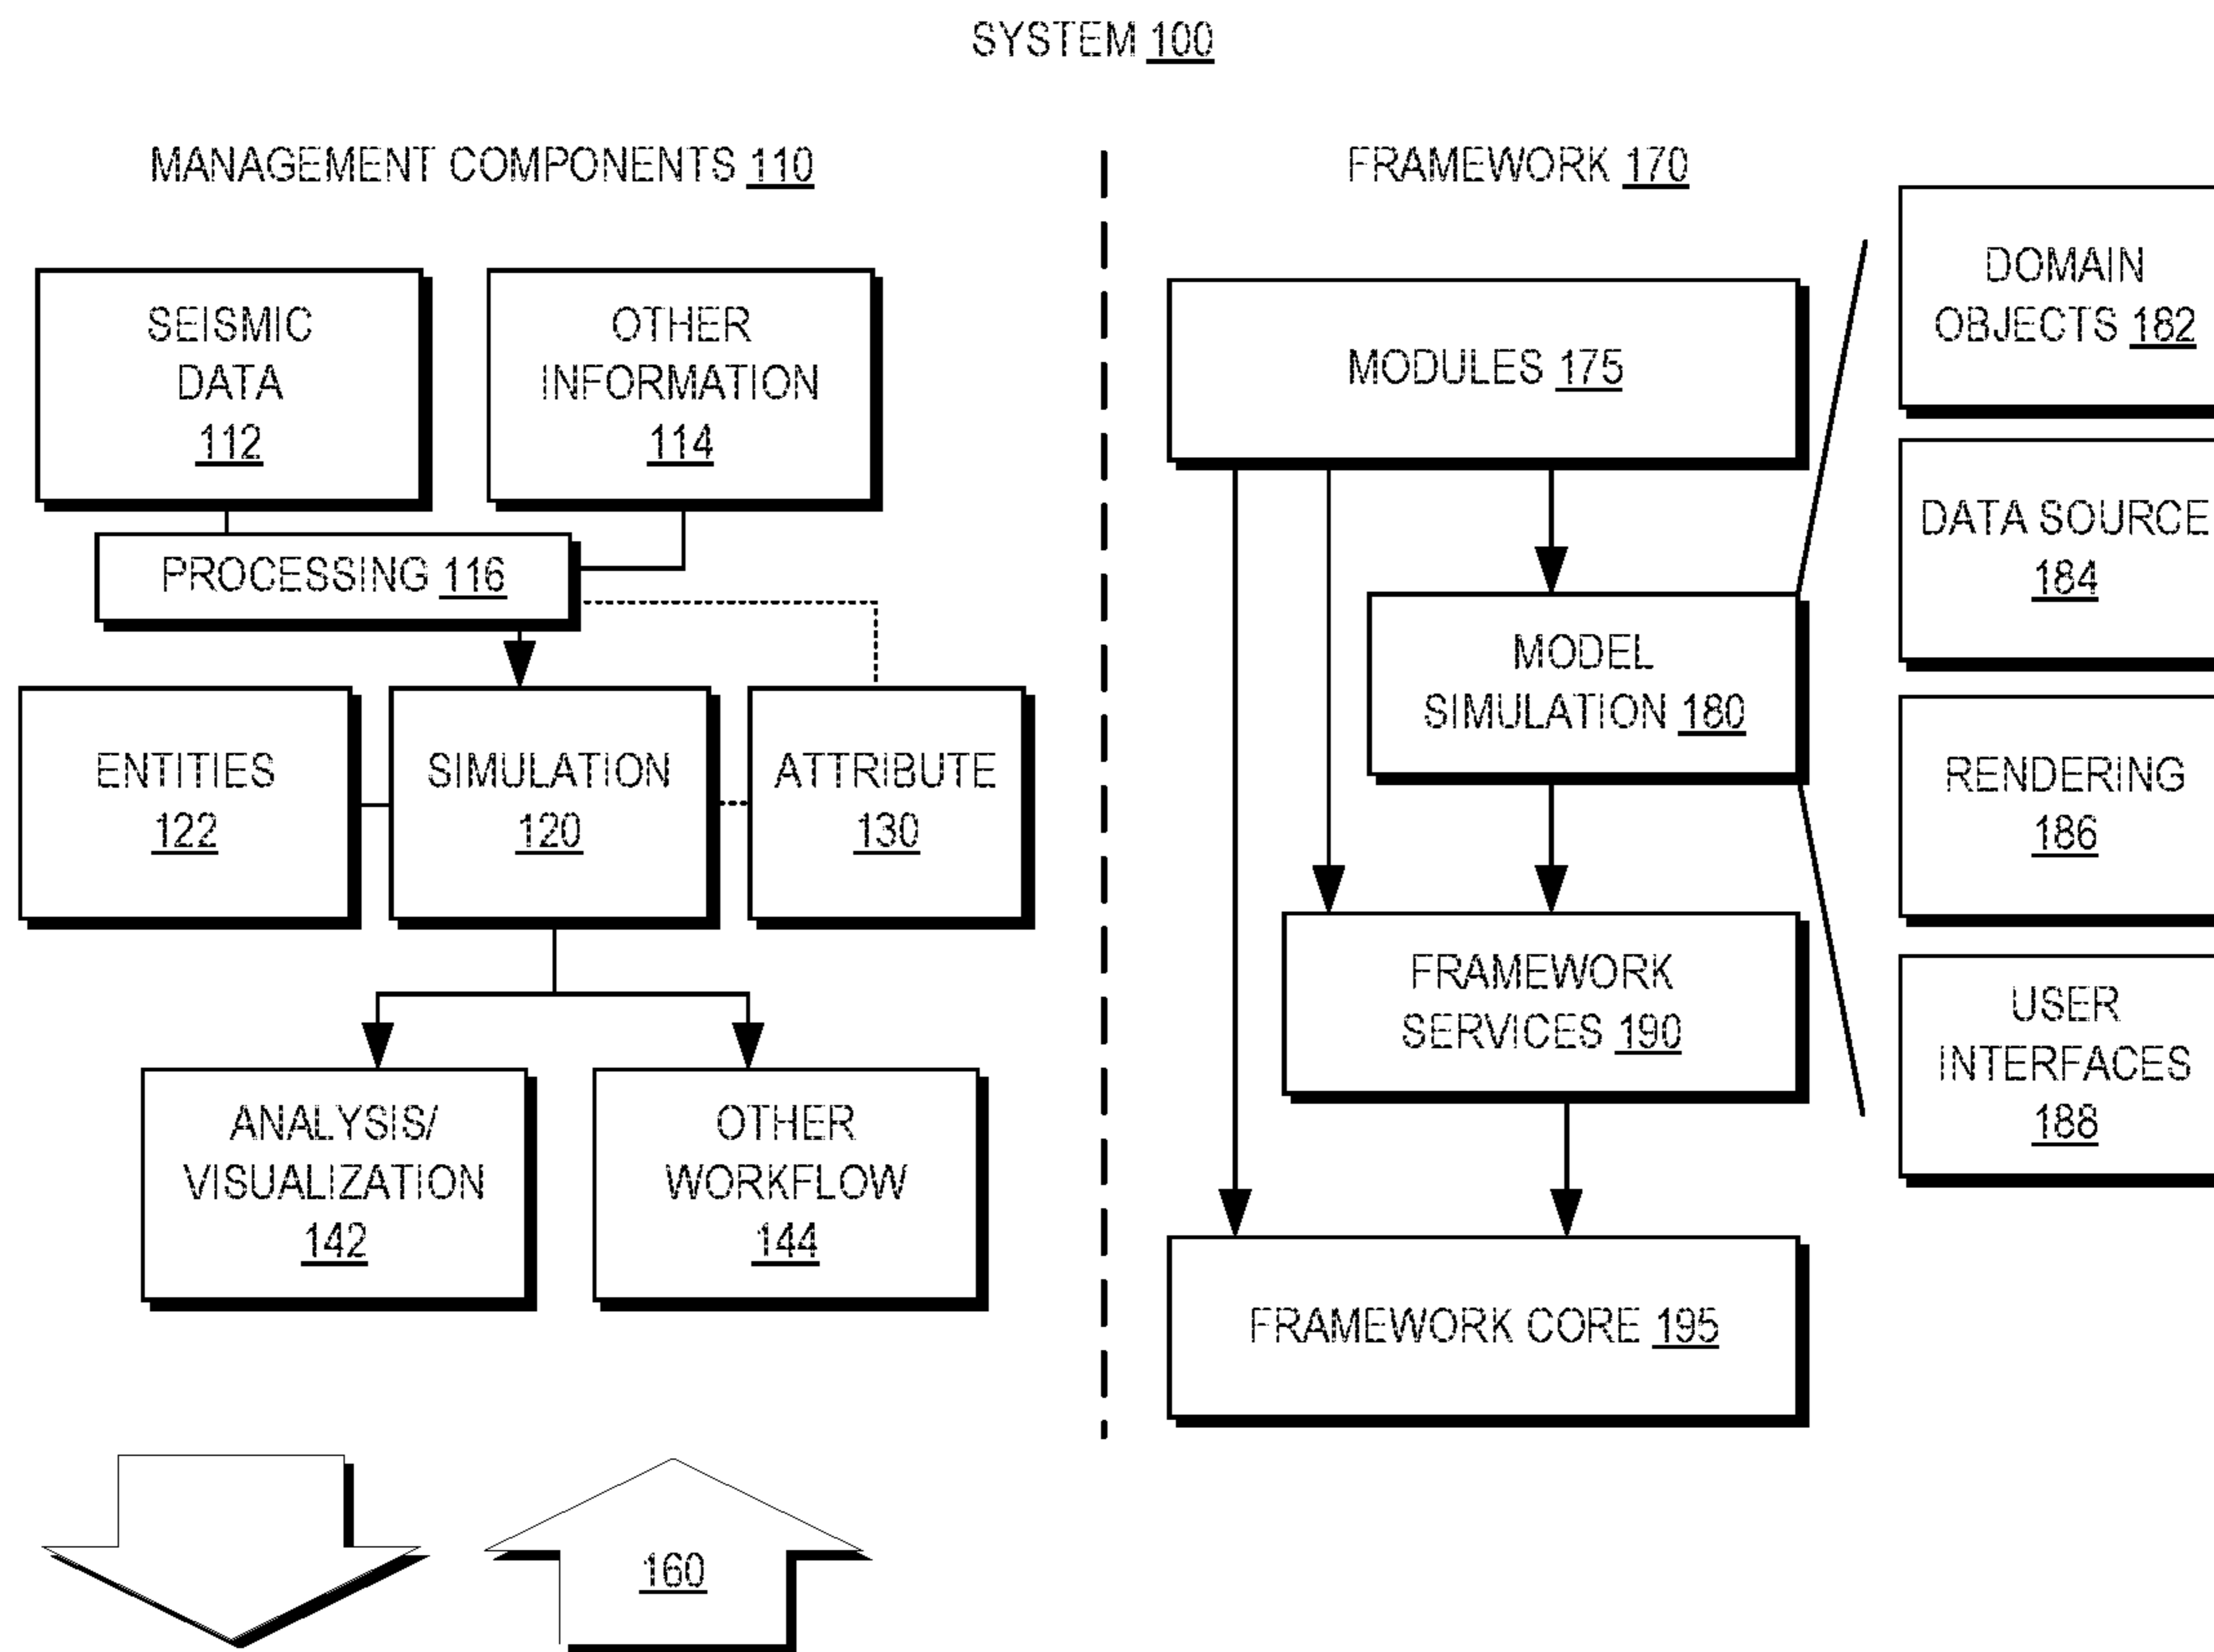 SYSTEM 100
MANAGEMENT COMPONENTS 110
SEISMIC
DATA
112
OTHER
INFORMATION
114
PROCESSING 116
ENTITIES
122
SIMULATION
120
ATTRIBUTE
130
ANALYSIS/
VISUALIZATION
142
OTHER
WORKFLOW
144
160
FRAMEWORK 170
MODULES 175
MODEL
SIMULATION 180
FRAMEWORK
SERVICES 190
FRAMEWORK CORE 195
DOMAIN
OBJECTS 182
DATA SOURCE
184
RENDERING
186
USER
INTERFACES
188